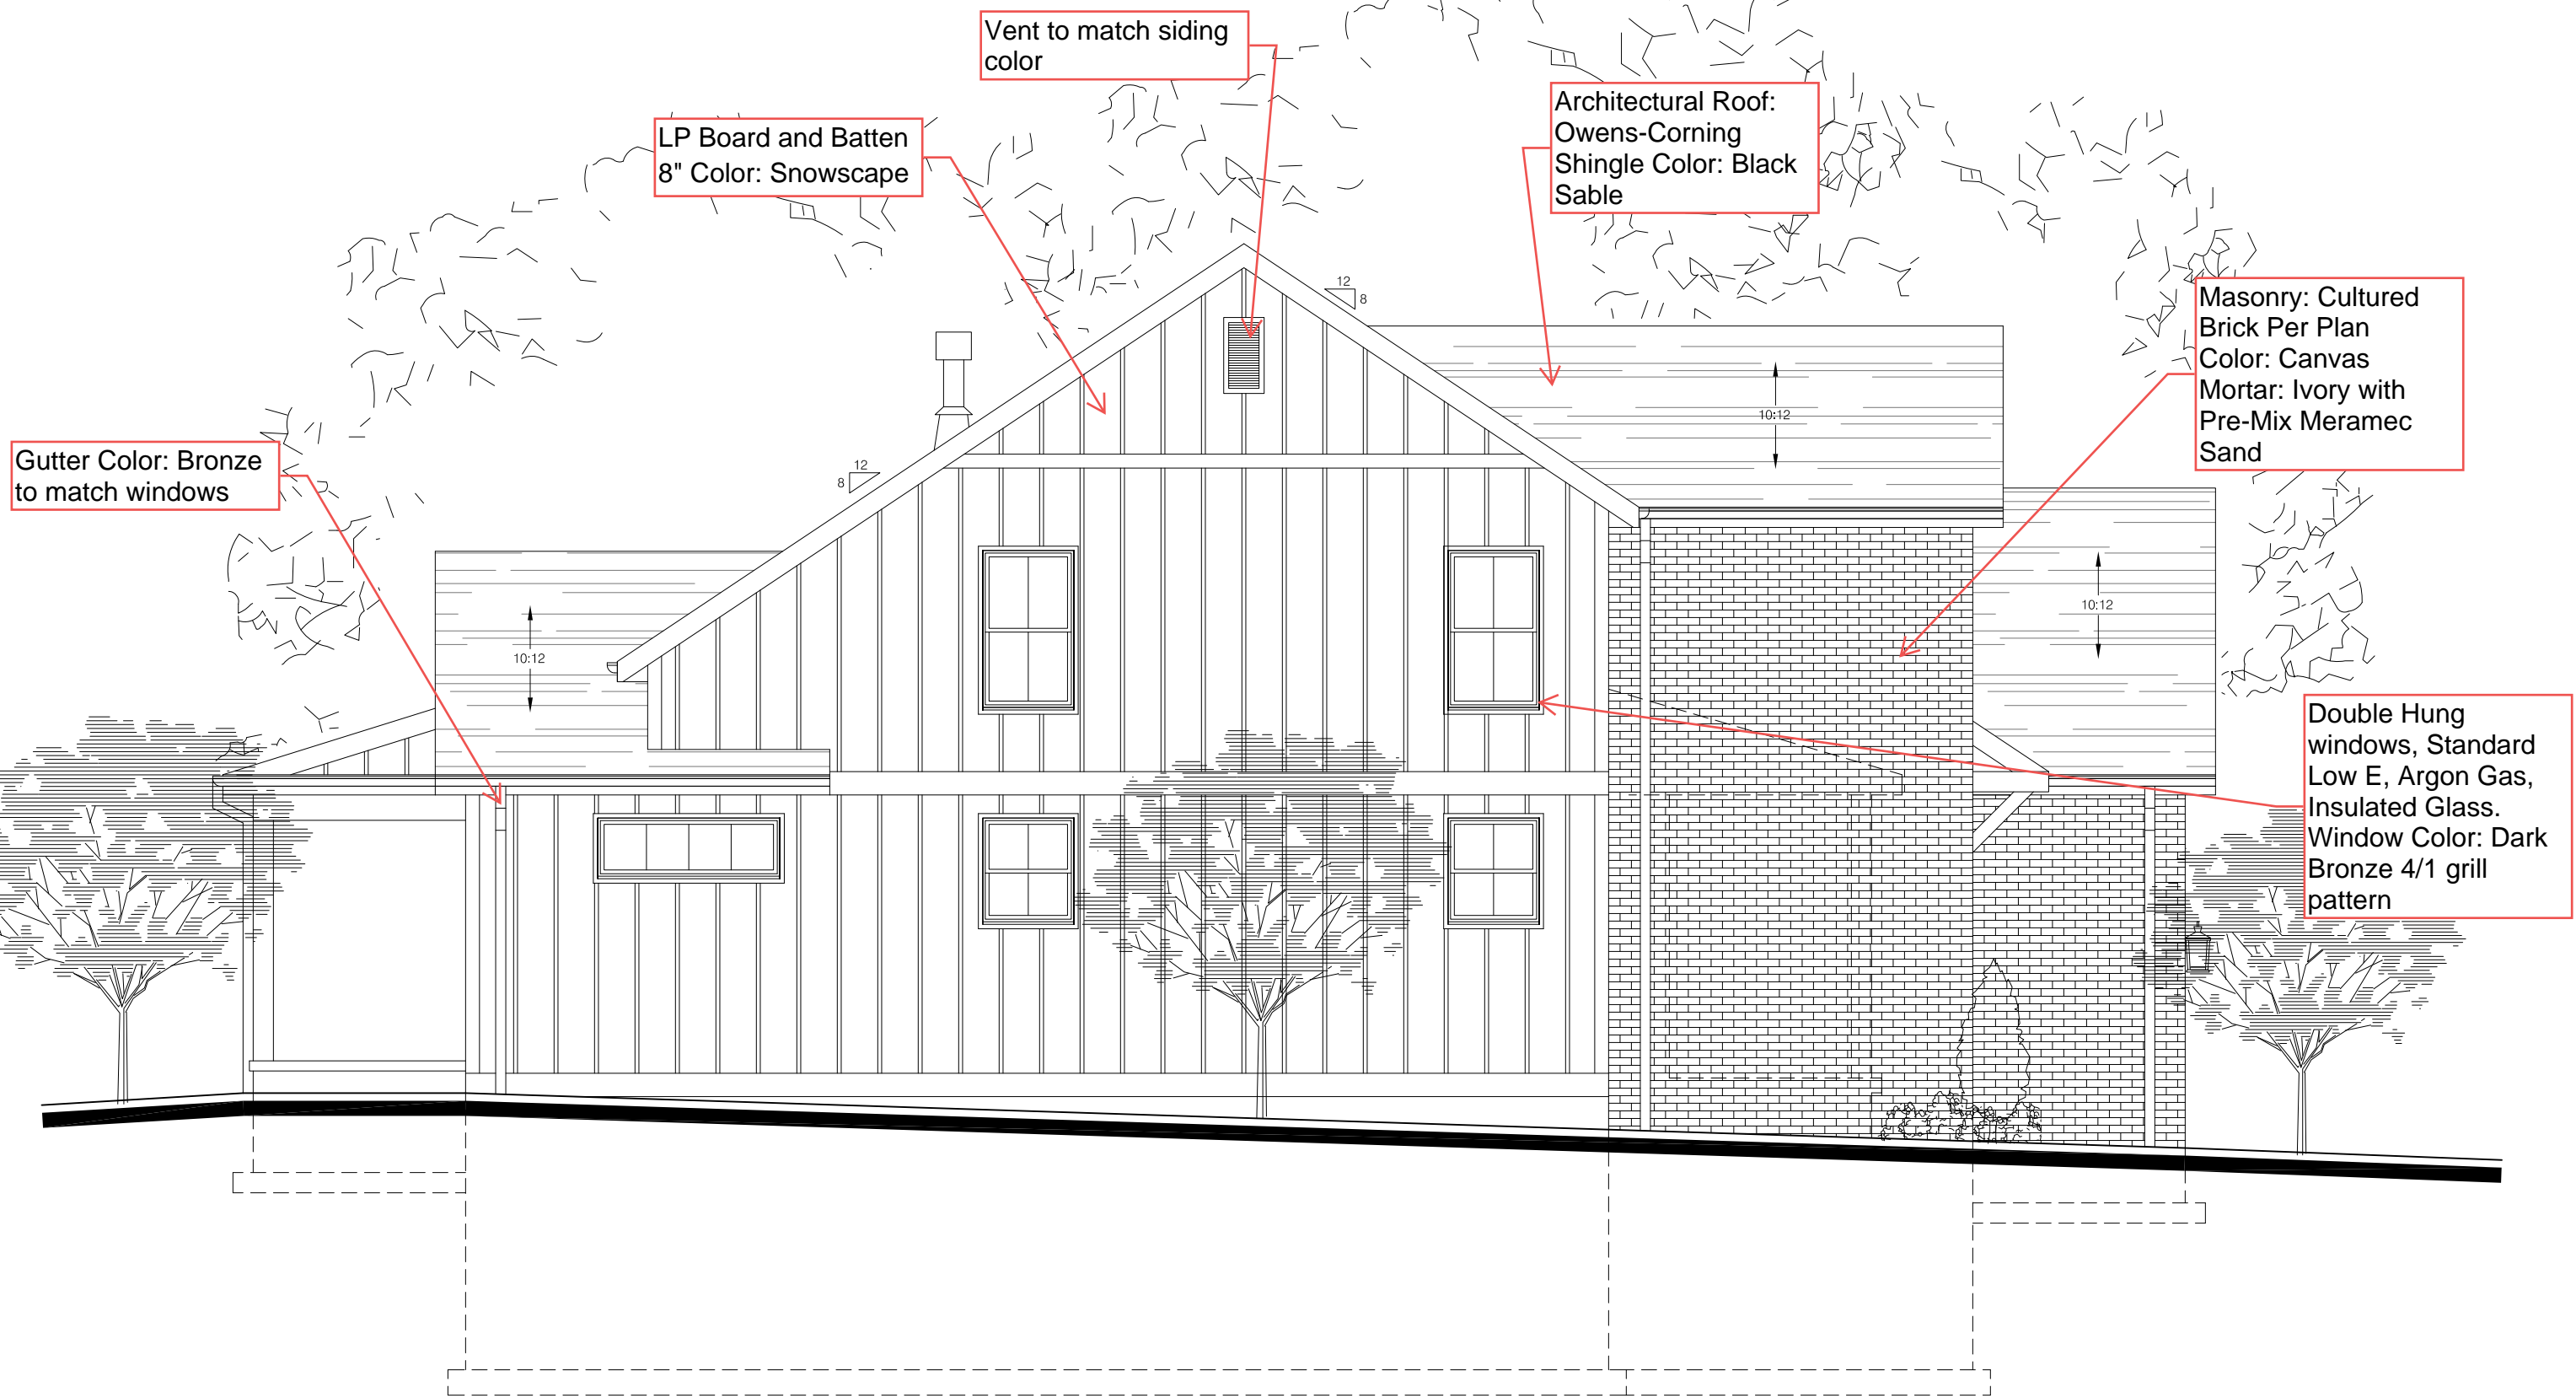 Vent to match siding
color
LP Board and Batten
8" Color: Snowscape
Architectural Roof:
Owens-Corning
Shingle Color: Black
Sable
12
8
Masonry: Cultured
Brick Per Plan
Color: Canvas
Mortar: Ivory with
Pre-Mix Meramec
Sand
10:12
Gutter Color: Bronze
to match windows
12
8
10:12
10:12
Double Hung
windows, Standard
Low E, Argon Gas,
Insulated Glass.
Window Color: Dark
Bronze 4/1 grill
pattern